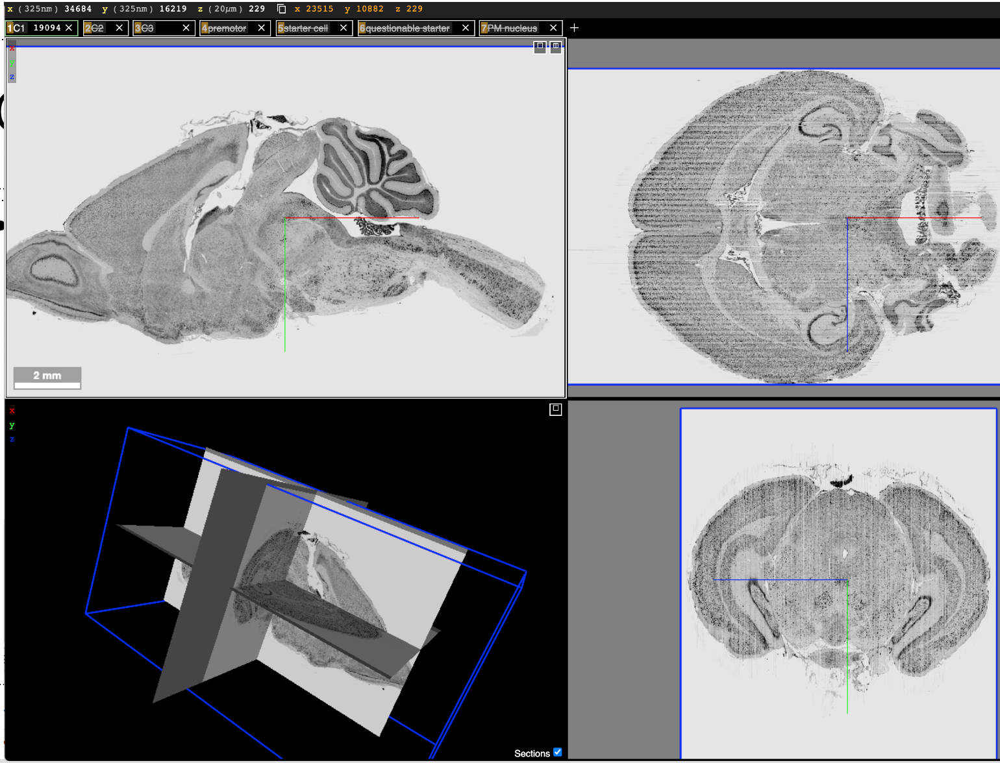 x (325nm) 34684 y (325nm) 16219 z (20µm) 229 x 23515 y 10882 z 229
1C1 19094 × 2C2 × 3C3 × 4premotor × 5starter cell × 6questionable starter × 7PM nucleus × +
x
y
z
2 mm
x
y
z
Sections